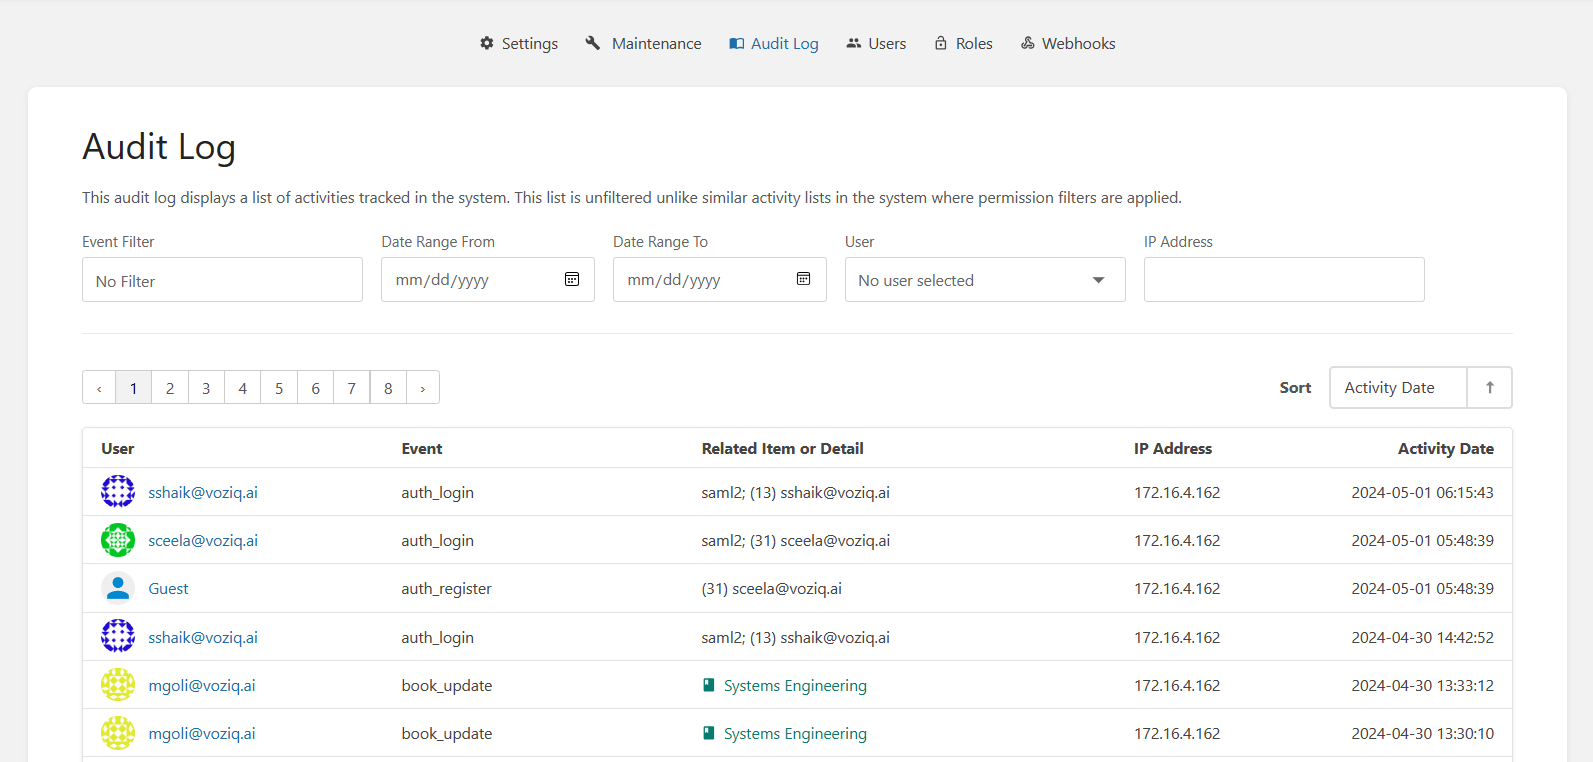 Settings Maintenance Audit Log Users Roles Webhooks
Audit Log
This audit log displays a list of activities tracked in the system. This list is unfiltered unlike similar activity lists in the system where permission filters are applied.
Event Filter Date Range From Date Range To User IP Address
No Filter mm/dd/yyyy mm/dd/yyyy No user selected
‹ 1 2 3 4 5 6 7 8 › Sort Activity Date ↑
User Event Related Item or Detail IP Address Activity Date
sshaik@voziq.ai auth_login saml2; (13) sshaik@voziq.ai 172.16.4.162 2024-05-01 06:15:43
sceela@voziq.ai auth_login saml2; (31) sceela@voziq.ai 172.16.4.162 2024-05-01 05:48:39
Guest auth_register (31) sceela@voziq.ai 172.16.4.162 2024-05-01 05:48:39
sshaik@voziq.ai auth_login saml2; (13) sshaik@voziq.ai 172.16.4.162 2024-04-30 14:42:52
mgoli@voziq.ai book_update Systems Engineering 172.16.4.162 2024-04-30 13:33:12
mgoli@voziq.ai book_update Systems Engineering 172.16.4.162 2024-04-30 13:30:10